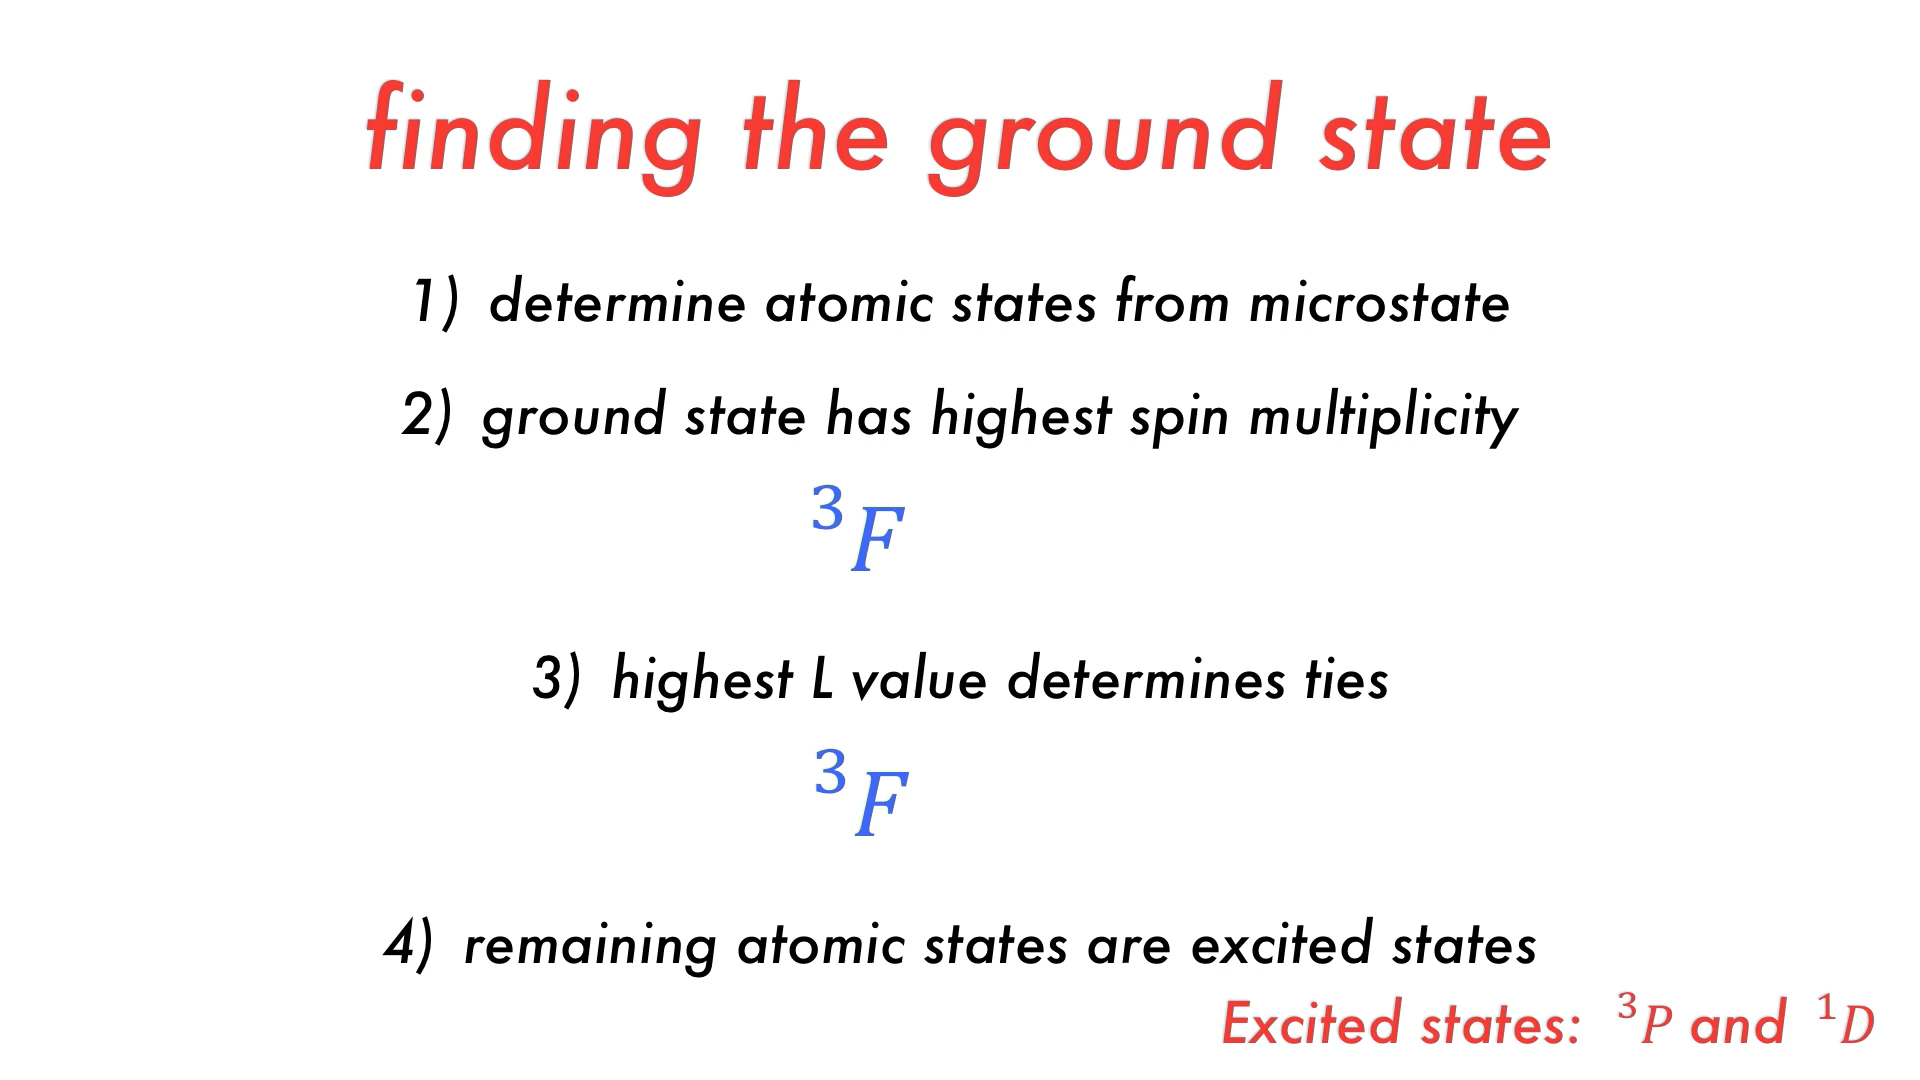 finding the ground state
1) determine atomic states from microstate
2) ground state has highest spin multiplicity
³F
3) highest L value determines ties
³F
4) remaining atomic states are excited states
Excited states: ³P and ¹D